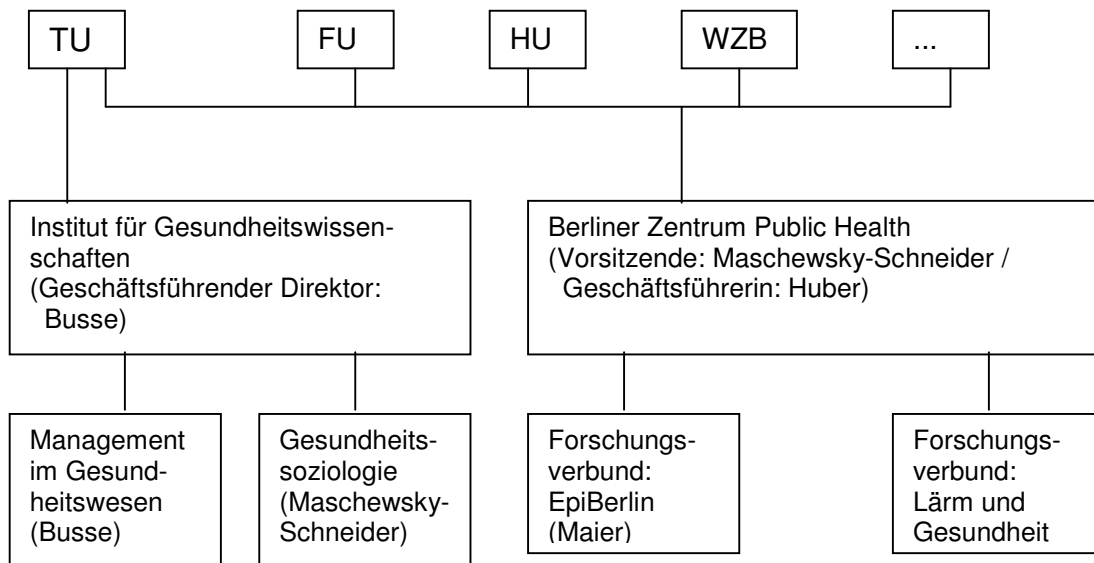 TU
FU
HU
WZB
...
Institut für Gesundheitswissen-
schaften
(Geschäftsführender Direktor:
Busse)
Berliner Zentrum Public Health
(Vorsitzende: Maschewsky-Schneider /
Geschäftsführerin: Huber)
Management
im Gesund-
heitswesen
(Busse)
Gesundheits-
soziologie
(Maschewsky-
Schneider)
Forschungs-
verbund:
EpiBerlin
(Maier)
Forschungs-
verbund:
Lärm und
Gesundheit